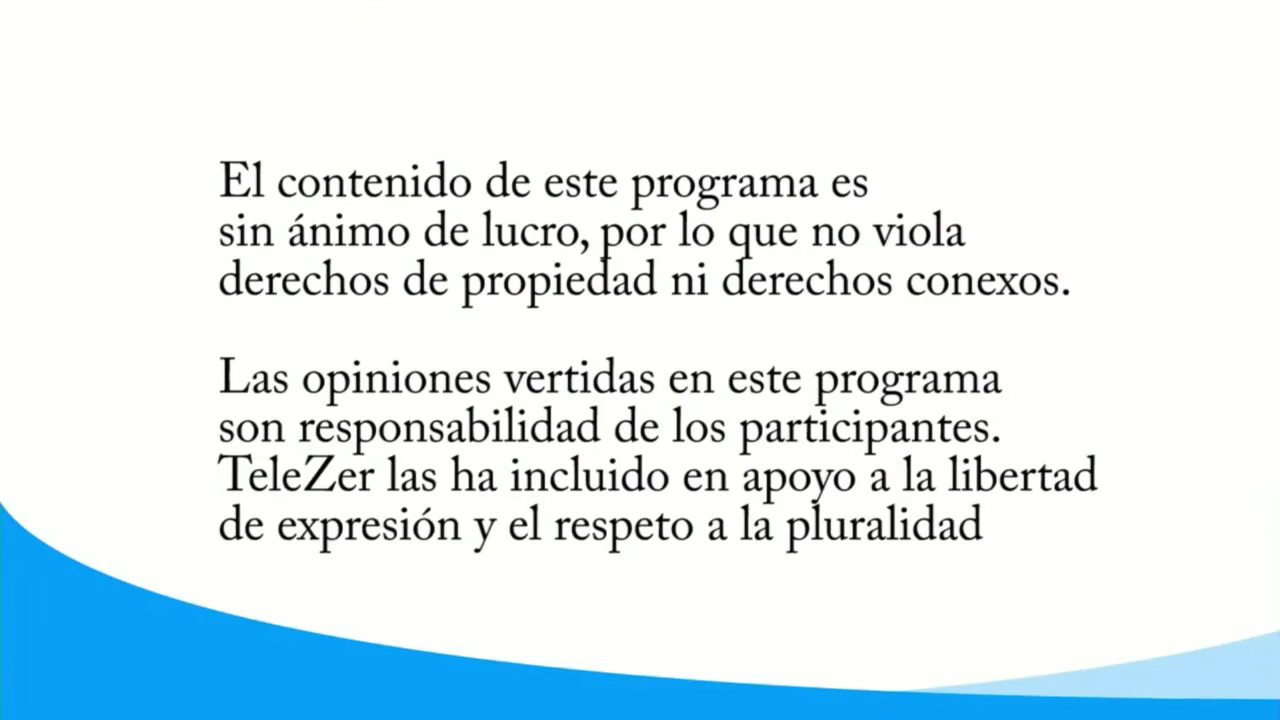 El contenido de este programa es
sin ánimo de lucro, por lo que no viola
derechos de propiedad ni derechos conexos.
Las opiniones vertidas en este programa
son responsabilidad de los participantes.
TeleZer las ha incluido en apoyo a la libertad
de expresión y el respeto a la pluralidad